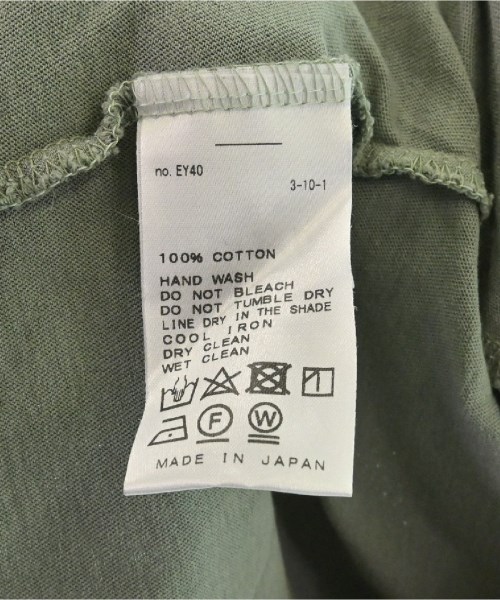 no. EY40
3-10-1
100% COTTON
HAND WASH
DO NOT BLEACH
DO NOT TUMBLE DRY
LINE DRY IN THE SHADE
COOL IRON
DRY CLEAN
WET CLEAN
F W
MADE IN JAPAN